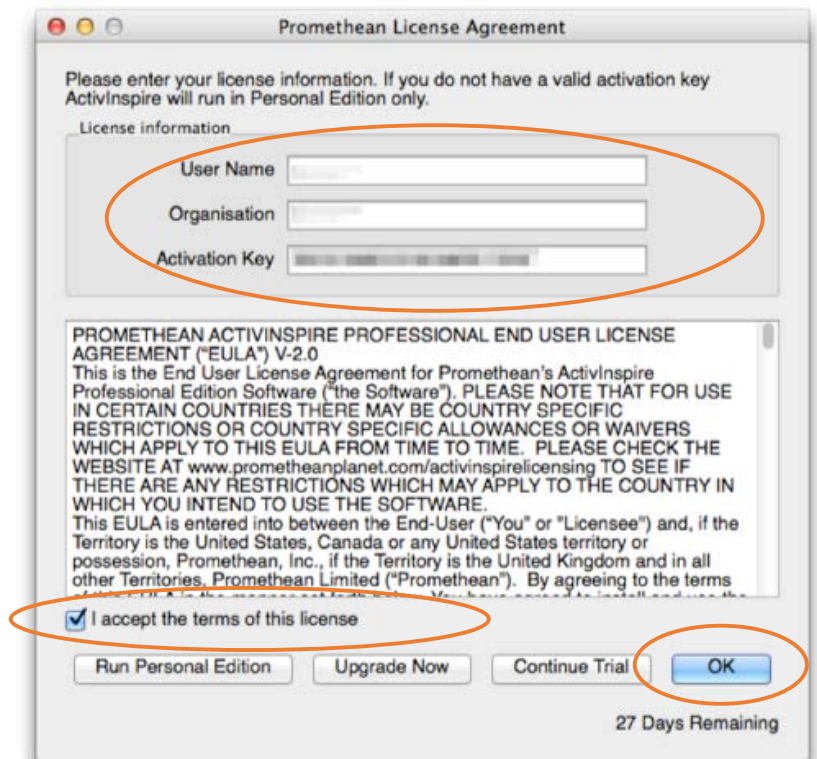 Promethean License Agreement
Please enter your license information. If you do not have a valid activation key
ActivInspire will run in Personal Edition only.
License information
User Name
Organisation
Activation Key
PROMETHEAN ACTIVINSPIRE PROFESSIONAL END USER LICENSE
AGREEMENT ("EULA") V-2.0
This is the End User License Agreement for Promethean's ActivInspire
Professional Edition Software ("the Software"). PLEASE NOTE THAT FOR USE
IN CERTAIN COUNTRIES THERE MAY BE COUNTRY SPECIFIC
RESTRICTIONS OR COUNTRY SPECIFIC ALLOWANCES OR WAIVERS
WHICH APPLY TO THIS EULA FROM TIME TO TIME. PLEASE CHECK THE
WEBSITE AT www.prometheanplanet.com/activinspirelicensing TO SEE IF
THERE ARE ANY RESTRICTIONS WHICH MAY APPLY TO THE COUNTRY IN
WHICH YOU INTEND TO USE THE SOFTWARE.
This EULA is entered into between the End-User ("You" or "Licensee") and, if the
Territory is the United States, Canada or any United States territory or
possession, Promethean, Inc., if the Territory is the United Kingdom and in all
other Territories, Promethean Limited ("Promethean"). By agreeing to the terms
I accept the terms of this license
Run Personal Edition
Upgrade Now
Continue Trial
OK
27 Days Remaining